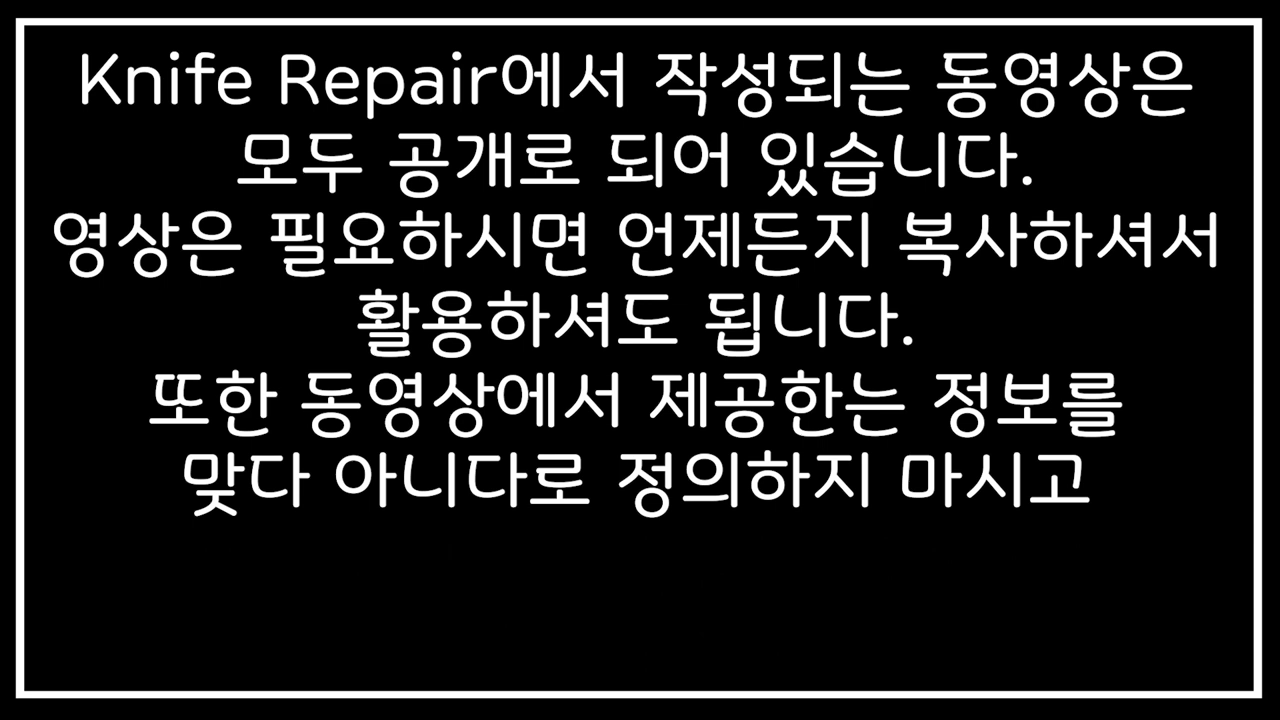 Knife Repair에서 작성되는 동영상은
모두 공개로 되어 있습니다.
영상은 필요하시면 언제든지 복사하셔서
활용하셔도 됩니다.
또한 동영상에서 제공한는 정보를
맞다 아니다로 정의하지 마시고